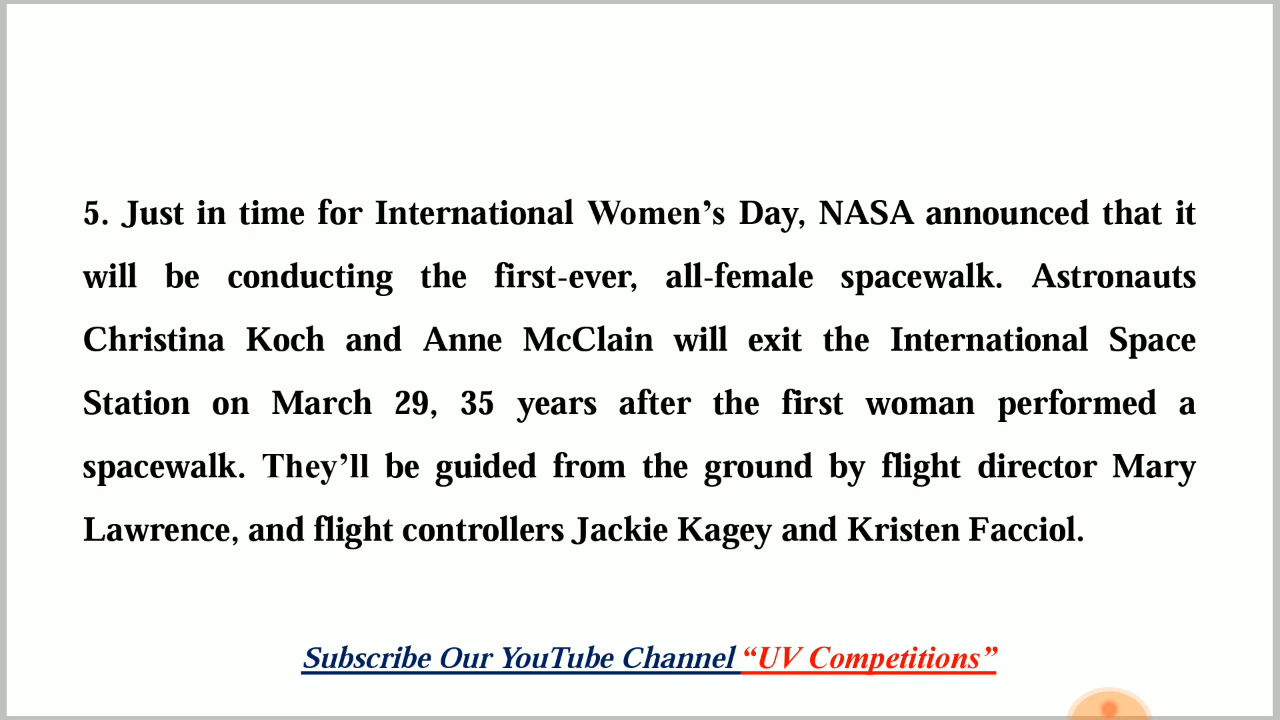 5. Just in time for International Women’s Day, NASA announced that it
will be conducting the first-ever, all-female spacewalk. Astronauts
Christina Koch and Anne McClain will exit the International Space
Station on March 29, 35 years after the first woman performed a
spacewalk. They’ll be guided from the ground by flight director Mary
Lawrence, and flight controllers Jackie Kagey and Kristen Facciol.
Subscribe Our YouTube Channel “UV Competitions”